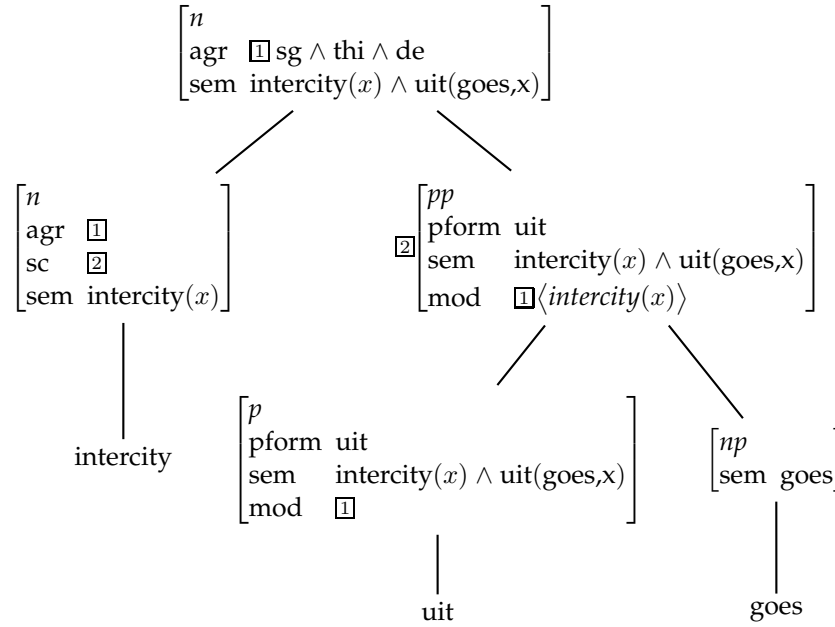 n
agr 1 sg ∧ thi ∧ de
sem intercity(x) ∧ uit(goes,x)
n
agr 1
sc 2
sem intercity(x)
2
pp
pform uit
sem intercity(x) ∧ uit(goes,x)
mod 1 ⟨intercity(x)⟩
intercity
p
pform uit
sem intercity(x) ∧ uit(goes,x)
mod 1
np
sem goes
uit
goes